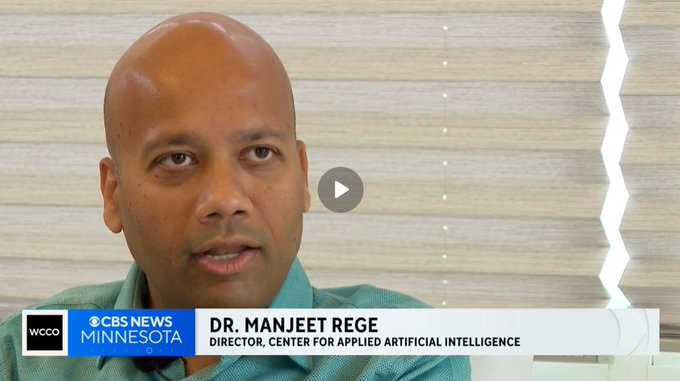 WCCO
CBS NEWS
MINNESOTA
DR. MANJEET REGE
DIRECTOR, CENTER FOR APPLIED ARTIFICIAL INTELLIGENCE